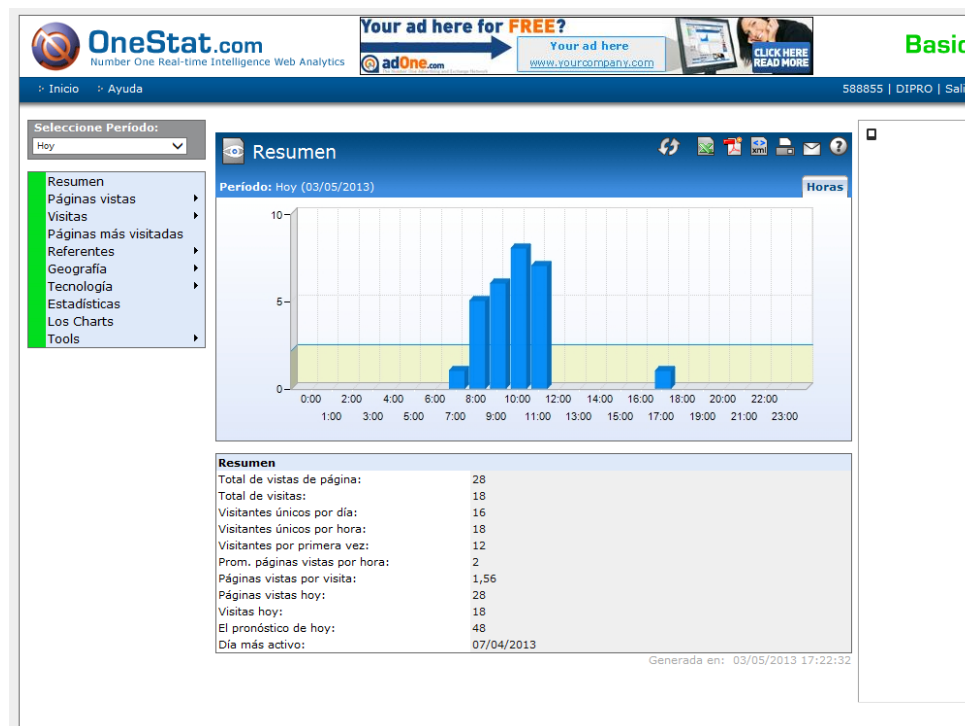 OneStat.com
Number One Real-time Intelligence Web Analytics
Your ad here for FREE?
Your ad here
www.yourcompany.com
adOne.com
CLICK HERE
READ MORE
Basic
Inicio Ayuda
588855 | DIPRO | Sali
Seleccione Período:
Hoy
Resumen
Páginas vistas
Visitas
Páginas más visitadas
Referentes
Geografía
Tecnología
Estadísticas
Los Charts
Tools
Resumen
xml
?
Período: Hoy (03/05/2013)
Horas
10
5
0
0:00 2:00 4:00 6:00 8:00 10:00 12:00 14:00 16:00 18:00 20:00 22:00
1:00 3:00 5:00 7:00 9:00 11:00 13:00 15:00 17:00 19:00 21:00 23:00
Resumen
Total de vistas de página: 28
Total de visitas: 18
Visitantes únicos por día: 16
Visitantes únicos por hora: 18
Visitantes por primera vez: 12
Prom. páginas vistas por hora: 2
Páginas vistas por visita: 1,56
Páginas vistas hoy: 28
Visitas hoy: 18
El pronóstico de hoy: 48
Día más activo: 07/04/2013
Generada en: 03/05/2013 17:22:32